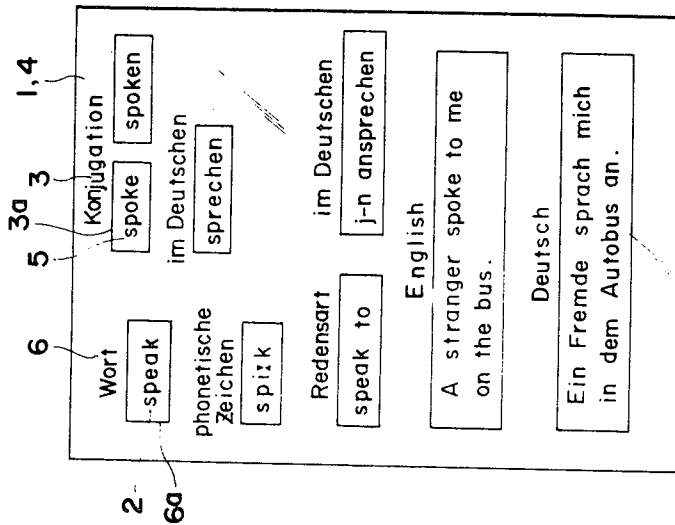 1,4
3
3a
5
6
2
6a
Wort
speak
Konjugation
spoke
spoken
phonetische
Zeichen
spiːk
im Deutschen
sprechen
Redensart
speak to
im Deutschen
j-n ansprechen
English
A stranger spoke to me
on the bus.
Deutsch
Ein Fremde sprach mich
in dem Autobus an.